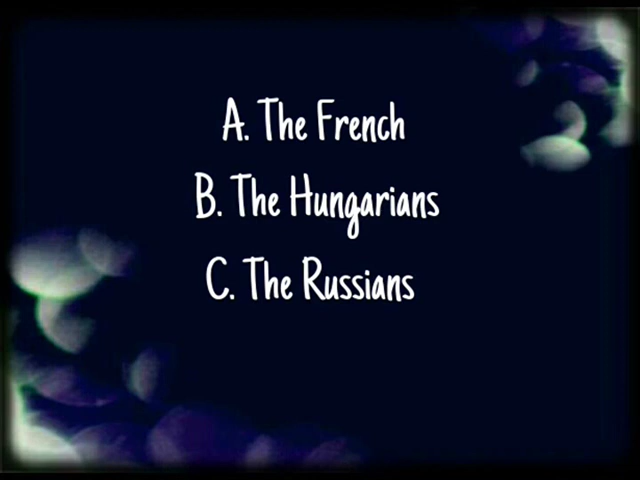 A. The French
B. The Hungarians
C. The Russians